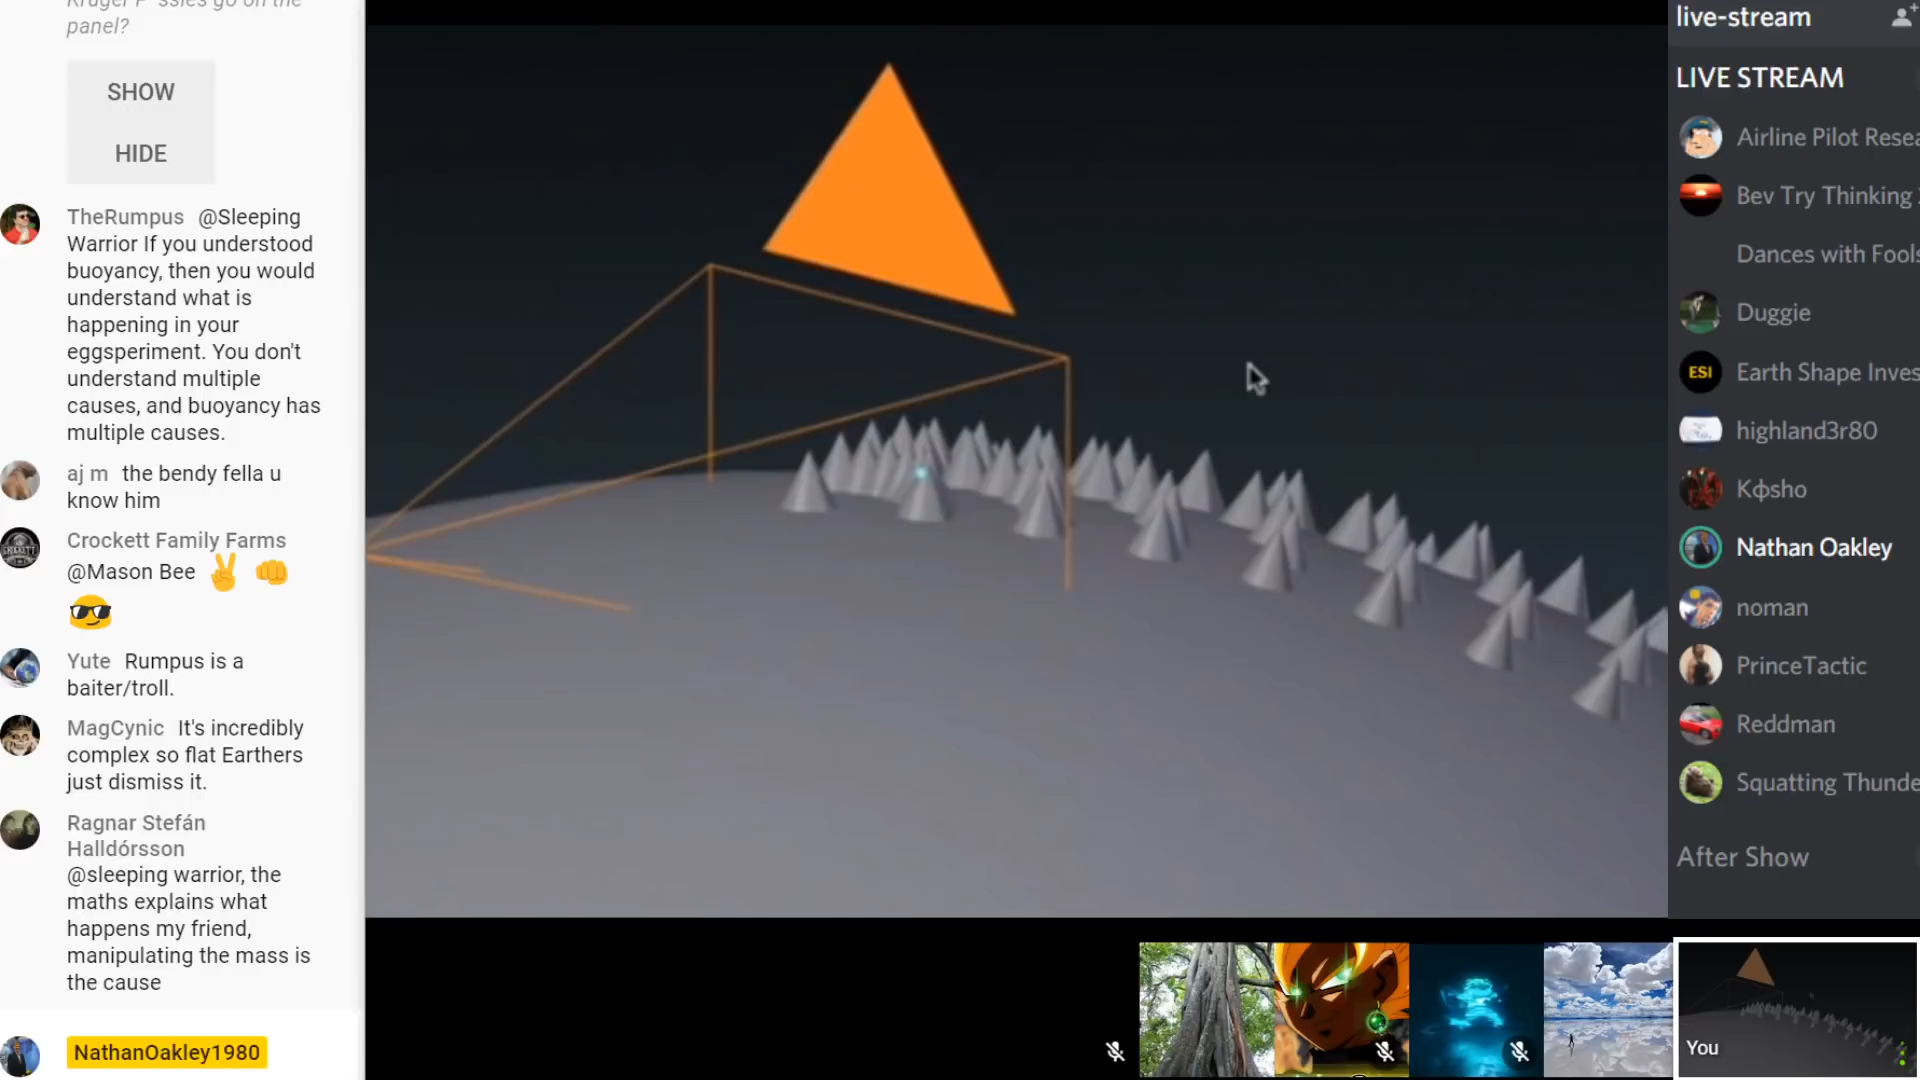 panel?
SHOW
HIDE
TheRumpus @Sleeping
Warrior If you understood
buoyancy, then you would
understand what is
happening in your
eggsperiment. You don't
understand multiple
causes, and buoyancy has
multiple causes.
aj m the bendy fella u
know him
Crockett Family Farms
@Mason Bee ✌️ 👊
😎
Yute Rumpus is a
baiter/troll.
MagCynic It's incredibly
complex so flat Earthers
just dismiss it.
Ragnar Stefán
Halldórsson
@sleeping warrior, the
maths explains what
happens my friend,
manipulating the mass is
the cause
NathanOakley1980
live-stream
LIVE STREAM
Airline Pilot Resea
Bev Try Thinking
Dances with Fools
Duggie
ESI Earth Shape Inves
highland3r80
Kфsho
Nathan Oakley
noman
PrinceTactic
Reddman
Squatting Thunde
After Show
You